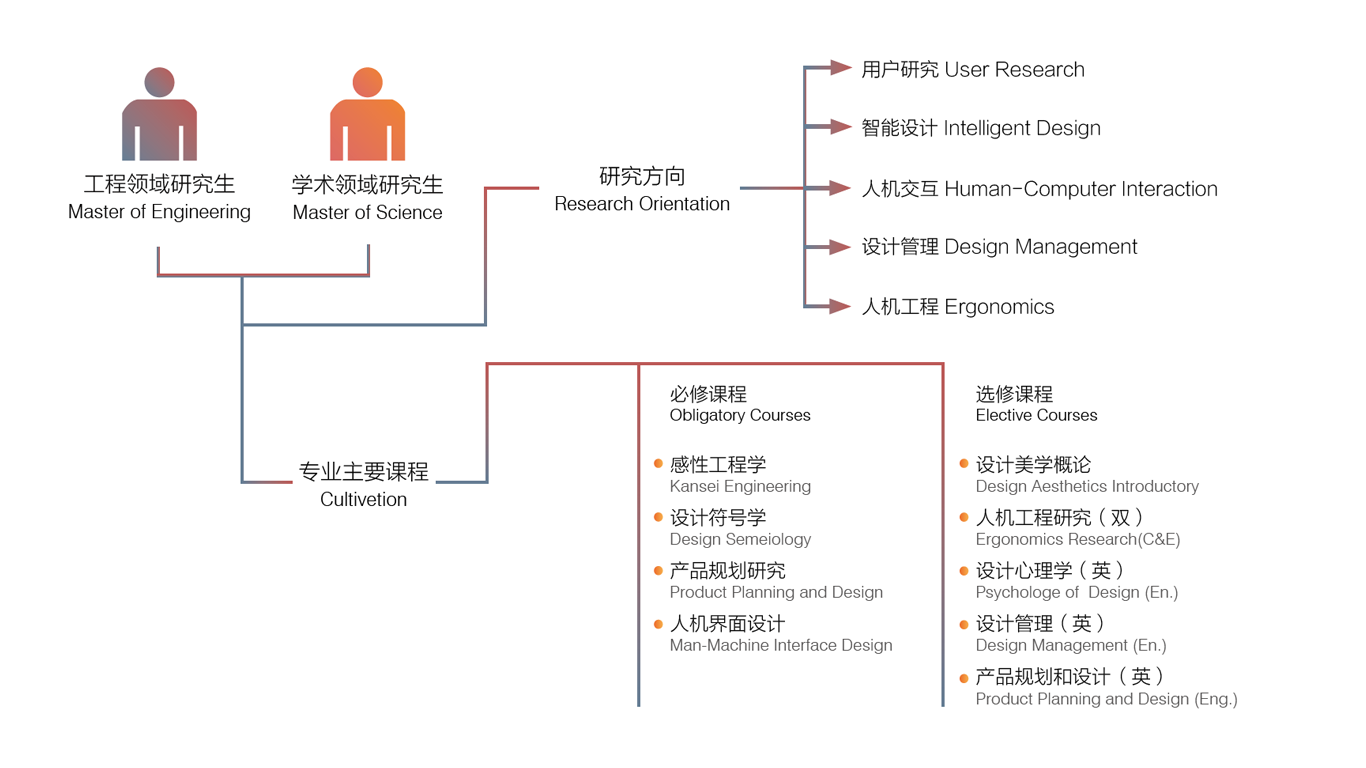 工程领域研究生
Master of Engineering
学术领域研究生
Master of Science
研究方向
Research Orientation
用户研究 User Research
智能设计 Intelligent Design
人机交互 Human-Computer Interaction
设计管理 Design Management
人机工程 Ergonomics
专业主要课程
Cultivetion
必修课程
Obligatory Courses
感性工程学
Kansei Engineering
设计符号学
Design Semeiology
产品规划研究
Product Planning and Design
人机界面设计
Man-Machine Interface Design
选修课程
Elective Courses
设计美学概论
Design Aesthetics Introductory
人机工程研究（双）
Ergonomics Research(C&E)
设计心理学（英）
Psychologe of Design (En.)
设计管理（英）
Design Management (En.)
产品规划和设计（英）
Product Planning and Design (Eng.)